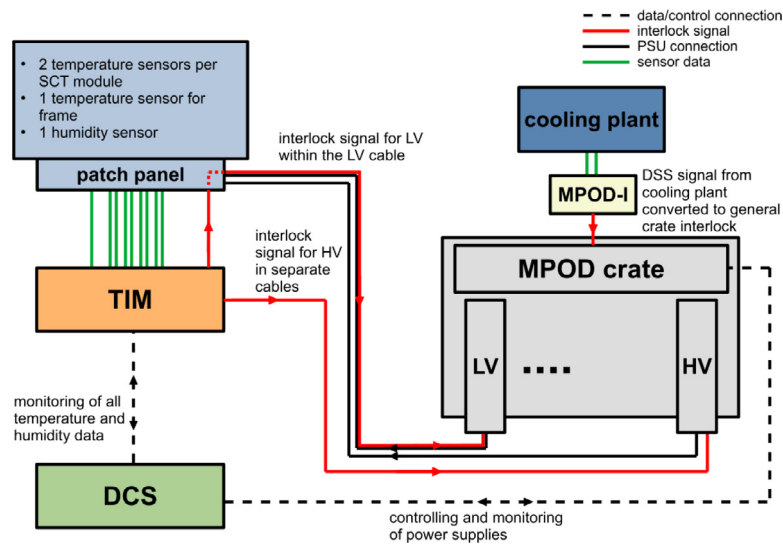 data/control connection
interlock signal
PSU connection
sensor data
• 2 temperature sensors per
SCT module
• 1 temperature sensor for
frame
• 1 humidity sensor
patch panel
interlock signal for LV
within the LV cable
cooling plant
MPOD-I
DSS signal from
cooling plant
converted to general
crate interlock
interlock
signal for HV
in separate
cables
MPOD crate
TIM
LV
....
HV
monitoring of all
temperature and
humidity data
DCS
controlling and monitoring
of power supplies